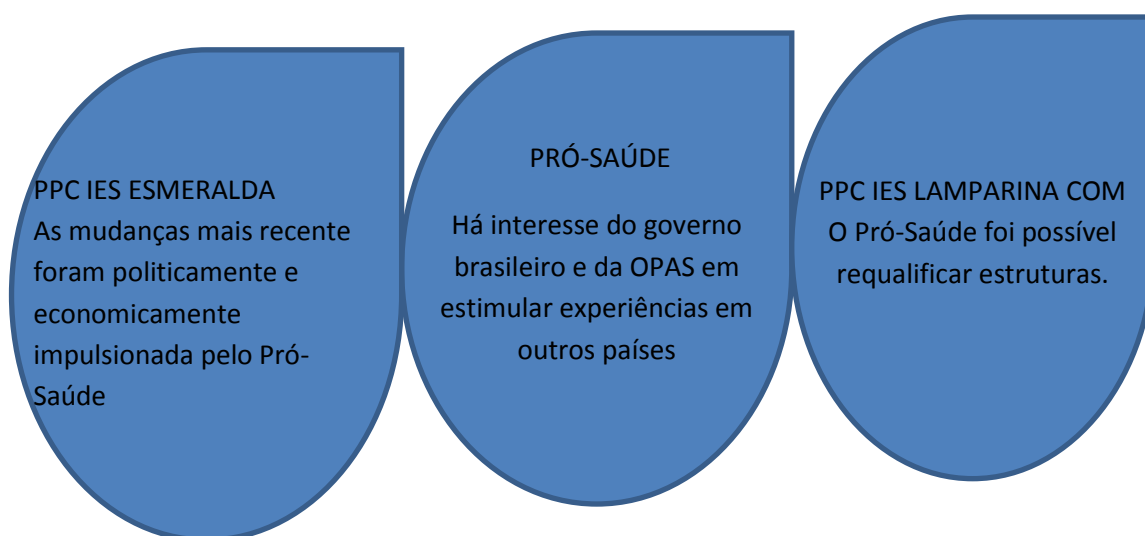 PPC IES ESMERALDA
As mudanças mais recente
foram politicamente e
economicamente
impulsionada pelo Pró-
Saúde
PRÓ-SAÚDE
Há interesse do governo
brasileiro e da OPAS em
estimular experiências em
outros países
PPC IES LAMPARINA COM
O Pró-Saúde foi possível
requalificar estruturas.